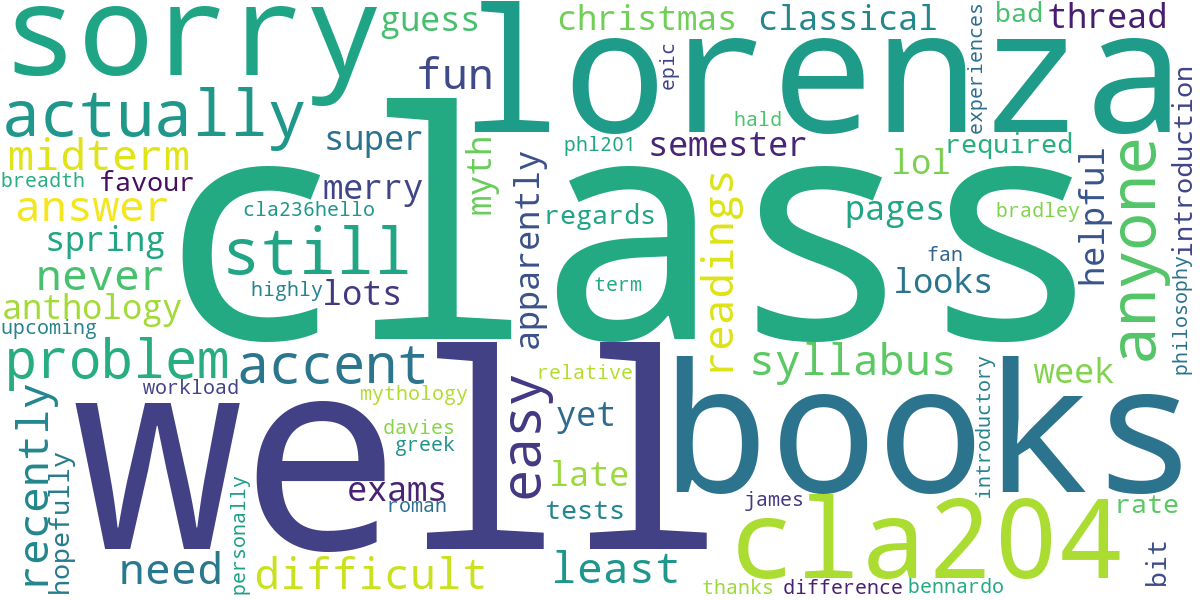 sorry
guess
christmas
classical
bad
thread
lorenza
fun
epic
experiences
actually
super
hald
introduction
midterm
myth
phl201
semester
lol
required
breadth
favour
merry
class
apparently
readings
anyone
helpful
answer
cla236hello
regards
pages
bradley
spring
still
never
highly
lots
term
fan
looks
philosophy
anthology
upcoming
problem
accent
well
easy
relative
syllabus
week
workload
mythology
yet
books
introductory
recently
davies
greek
late
hopefully
exams
roman
tests
james
cla204
rate
personally
need
difficult
least
bit
thanks
difference
bennardo